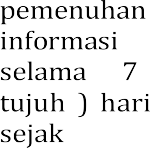 pemenuhan
informasi
selama 7
tujuh ) hari
sejak